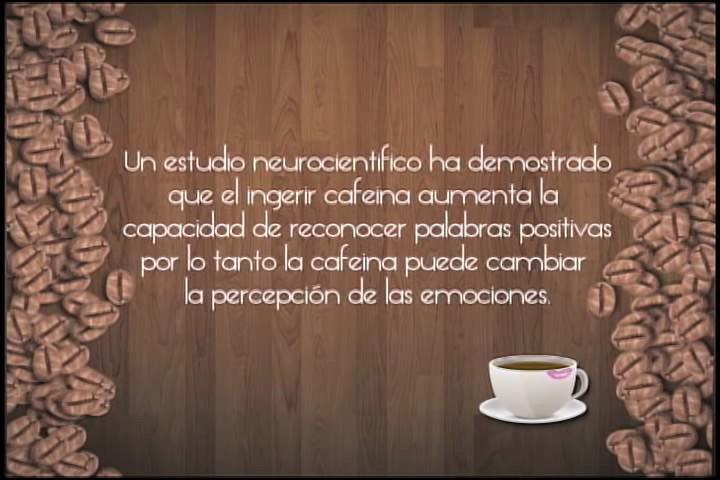 Un estudio neurocientifico ha demostrado
que el ingerir cafeina aumenta la
capacidad de reconocer palabras positivas
por lo tanto la cafeina puede cambiar
la percepción de las emociones.